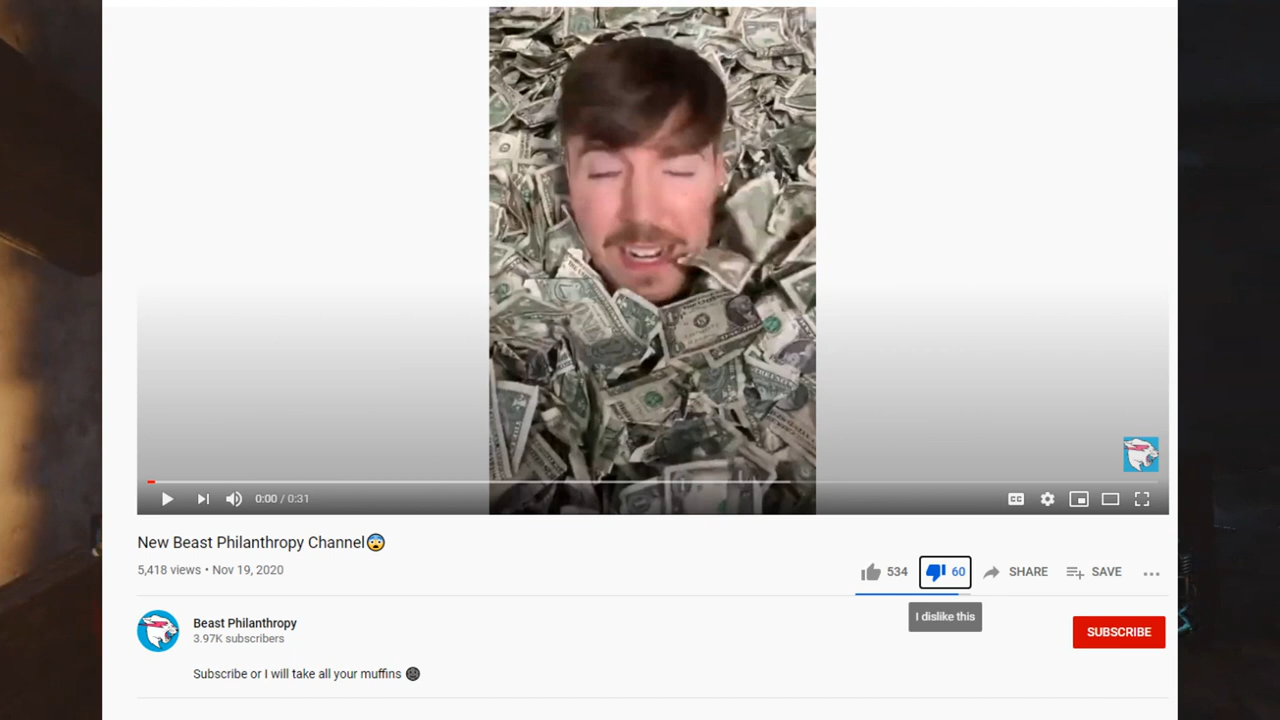 0:00 / 0:31
CC
New Beast Philanthropy Channel😨
5,418 views • Nov 19, 2020
534
60
SHARE
SAVE
I dislike this
Beast Philanthropy
3.97K subscribers
SUBSCRIBE
Subscribe or I will take all your muffins